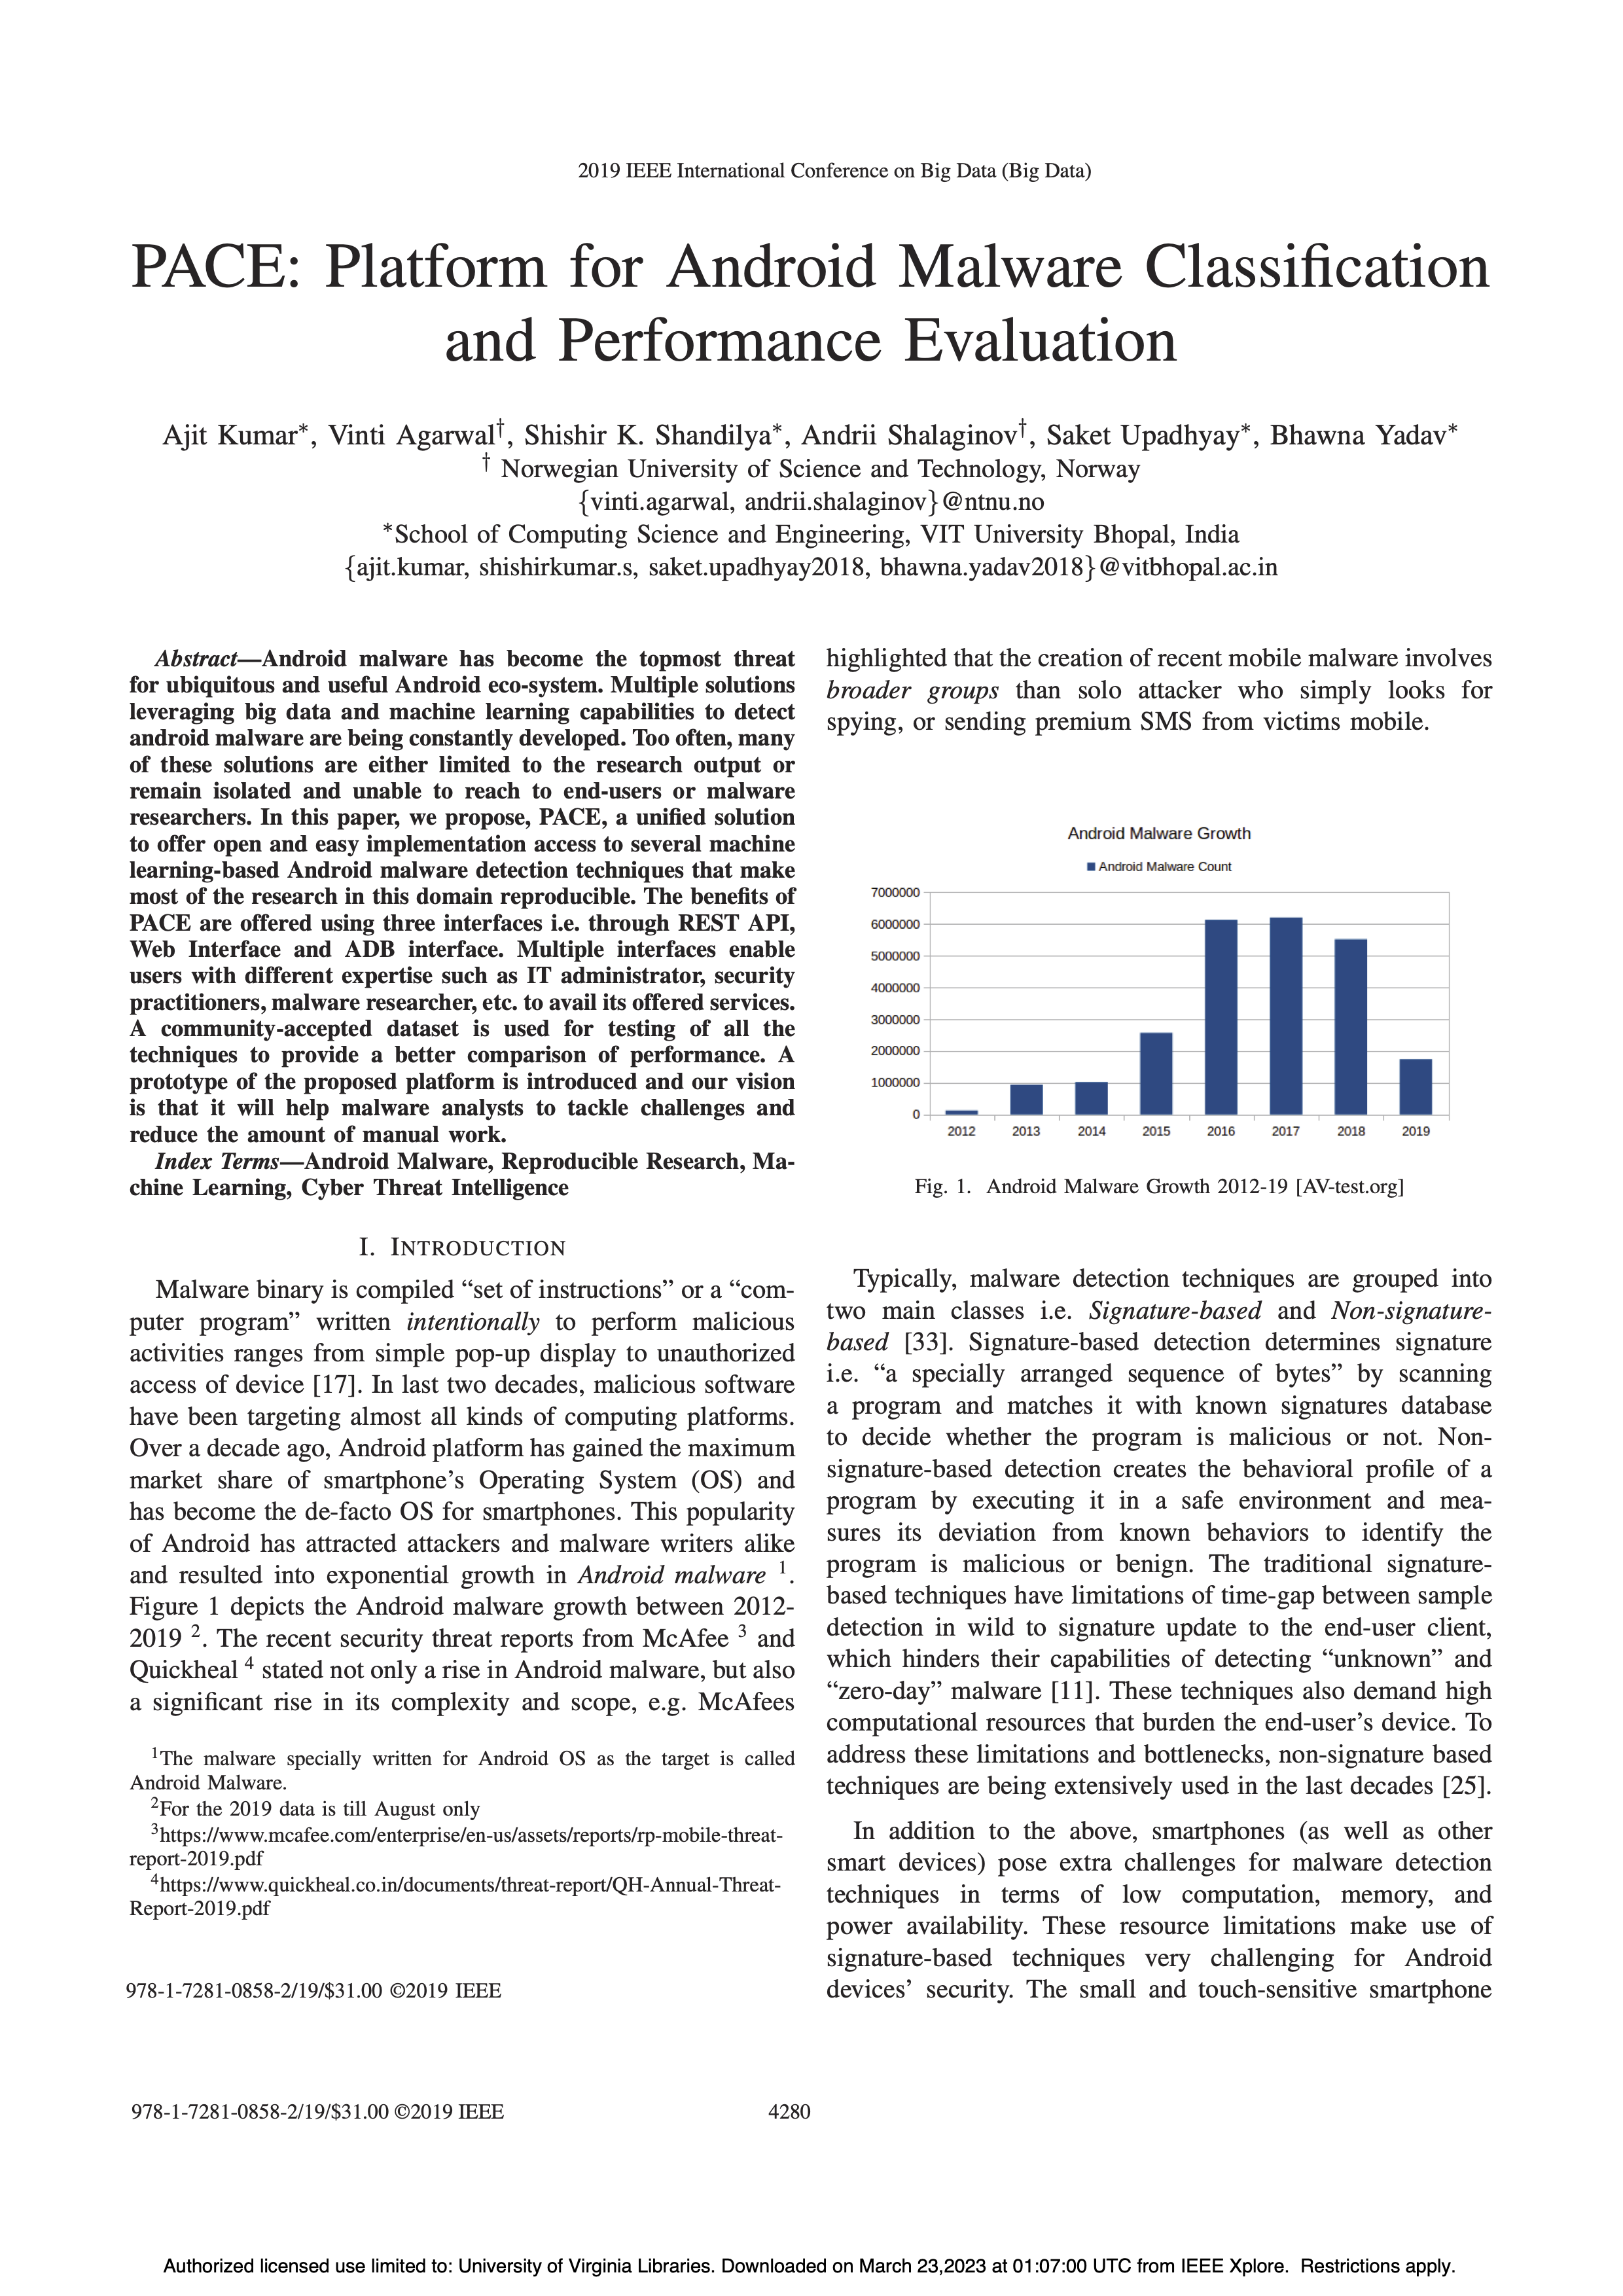 2019 IEEE International Conference on Big Data (Big Data)
PACE: Platform for Android Malware Classification
and Performance Evaluation
Ajit Kumar*, Vinti Agarwal†, Shishir K. Shandilya*, Andrii Shalaginov†, Saket Upadhyay*, Bhawna Yadav*
† Norwegian University of Science and Technology, Norway
{vinti.agarwal, andrii.shalaginov}@ntnu.no
*School of Computing Science and Engineering, VIT University Bhopal, India
{ajit.kumar, shishirkumar.s, saket.upadhyay2018, bhawna.yadav2018}@vitbhopal.ac.in
Abstract—Android malware has become the topmost threat
for ubiquitous and useful Android eco-system. Multiple solutions
leveraging big data and machine learning capabilities to detect
android malware are being constantly developed. Too often, many
of these solutions are either limited to the research output or
remain isolated and unable to reach to end-users or malware
researchers. In this paper, we propose, PACE, a unified solution
to offer open and easy implementation access to several machine
learning-based Android malware detection techniques that make
most of the research in this domain reproducible. The benefits of
PACE are offered using three interfaces i.e. through REST API,
Web Interface and ADB interface. Multiple interfaces enable
users with different expertise such as IT administrator, security
practitioners, malware researcher, etc. to avail its offered services.
A community-accepted dataset is used for testing of all the
techniques to provide a better comparison of performance. A
prototype of the proposed platform is introduced and our vision
is that it will help malware analysts to tackle challenges and
reduce the amount of manual work.
Index Terms—Android Malware, Reproducible Research, Ma-
chine Learning, Cyber Threat Intelligence
I. INTRODUCTION
Malware binary is compiled “set of instructions” or a “com-
puter program” written intentionally to perform malicious
activities ranges from simple pop-up display to unauthorized
access of device [17]. In last two decades, malicious software
have been targeting almost all kinds of computing platforms.
Over a decade ago, Android platform has gained the maximum
market share of smartphone’s Operating System (OS) and
has become the de-facto OS for smartphones. This popularity
of Android has attracted attackers and malware writers alike
and resulted into exponential growth in Android malware 1.
Figure 1 depicts the Android malware growth between 2012-
2019 2. The recent security threat reports from McAfee 3 and
Quickheal 4 stated not only a rise in Android malware, but also
a significant rise in its complexity and scope, e.g. McAfees
1The malware specially written for Android OS as the target is called
Android Malware.
2For the 2019 data is till August only
3https://www.mcafee.com/enterprise/en-us/assets/reports/rp-mobile-threat-
report-2019.pdf
4https://www.quickheal.co.in/documents/threat-report/QH-Annual-Threat-
Report-2019.pdf
978-1-7281-0858-2/19/$31.00 ©2019 IEEE
highlighted that the creation of recent mobile malware involves
broader groups than solo attacker who simply looks for
spying, or sending premium SMS from victims mobile.
Android Malware Growth
Android Malware Count
7000000
6000000
5000000
4000000
3000000
2000000
1000000
0
2012 2013 2014 2015 2016 2017 2018 2019
Fig. 1. Android Malware Growth 2012-19 [AV-test.org]
Typically, malware detection techniques are grouped into
two main classes i.e. Signature-based and Non-signature-
based [33]. Signature-based detection determines signature
i.e. “a specially arranged sequence of bytes” by scanning
a program and matches it with known signatures database
to decide whether the program is malicious or not. Non-
signature-based detection creates the behavioral profile of a
program by executing it in a safe environment and mea-
sures its deviation from known behaviors to identify the
program is malicious or benign. The traditional signature-
based techniques have limitations of time-gap between sample
detection in wild to signature update to the end-user client,
which hinders their capabilities of detecting “unknown” and
“zero-day” malware [11]. These techniques also demand high
computational resources that burden the end-user’s device. To
address these limitations and bottlenecks, non-signature based
techniques are being extensively used in the last decades [25].
In addition to the above, smartphones (as well as other
smart devices) pose extra challenges for malware detection
techniques in terms of low computation, memory, and
power availability. These resource limitations make use of
signature-based techniques very challenging for Android
devices’ security. The small and touch-sensitive smartphone
978-1-7281-0858-2/19/$31.00 ©2019 IEEE
4280
Authorized licensed use limited to: University of Virginia Libraries. Downloaded on March 23,2023 at 01:07:00 UTC from IEEE Xplore. Restrictions apply.